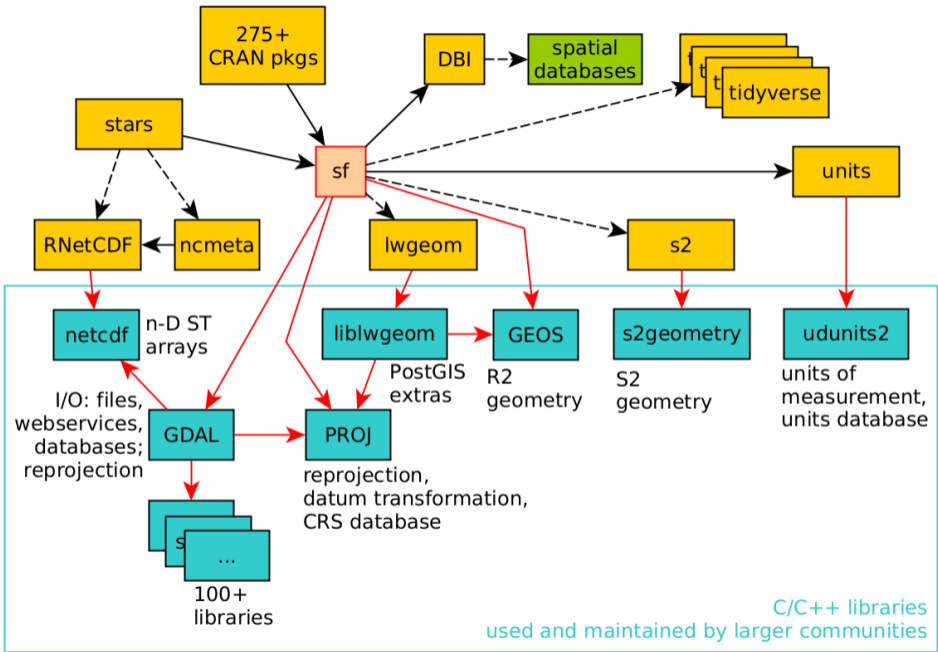 275+
CRAN pkgs
DBI
spatial
databases
t
t
t
tidyverse
stars
sf
units
RNetCDF
ncmeta
lwgeom
s2
netcdf
n-D ST
arrays
liblwgeom
GEOS
s2geometry
udunits2
PostGIS
extras
R2
geometry
S2
geometry
units of
measurement,
units database
I/O: files,
webservices,
databases;
reprojection
GDAL
PROJ
reprojection,
datum transformation,
CRS database
s
...
100+
libraries
C/C++ libraries
used and maintained by larger communities